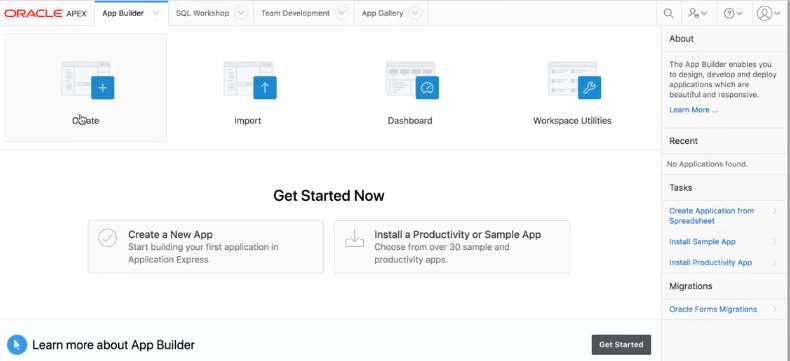 ORACLE APEX App Builder SQL Workshop Team Development App Gallery
Create Import Dashboard Workspace Utilities
Get Started Now
Create a New App
Start building your first application in
Application Express.
Install a Productivity or Sample App
Choose from over 30 sample and
productivity apps.
Learn more about App Builder
Get Started
About
The App Builder enables you
to design, develop and deploy
applications which are
beautiful and responsive.
Learn More ...
Recent
No Applications found.
Tasks
Create Application from
Spreadsheet
Install Sample App
Install Productivity App
Migrations
Oracle Forms Migrations